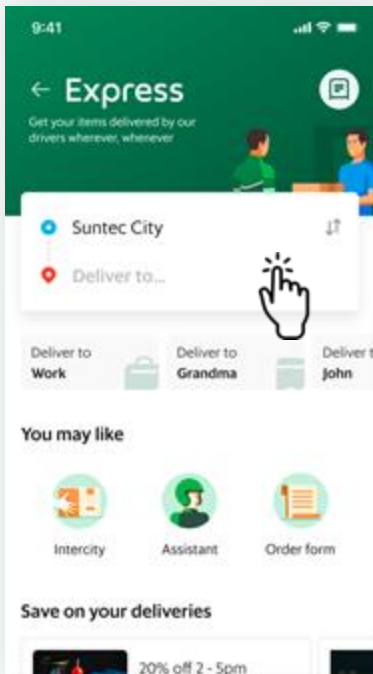 9:41
Express
Get your items delivered by our
drivers wherever, whenever
Suntec City
Deliver to...
Deliver to
Work
Deliver to
Grandma
Deliver t
John
You may like
Intercity
Assistant
Order form
Save on your deliveries
20% off 2 - 5pm